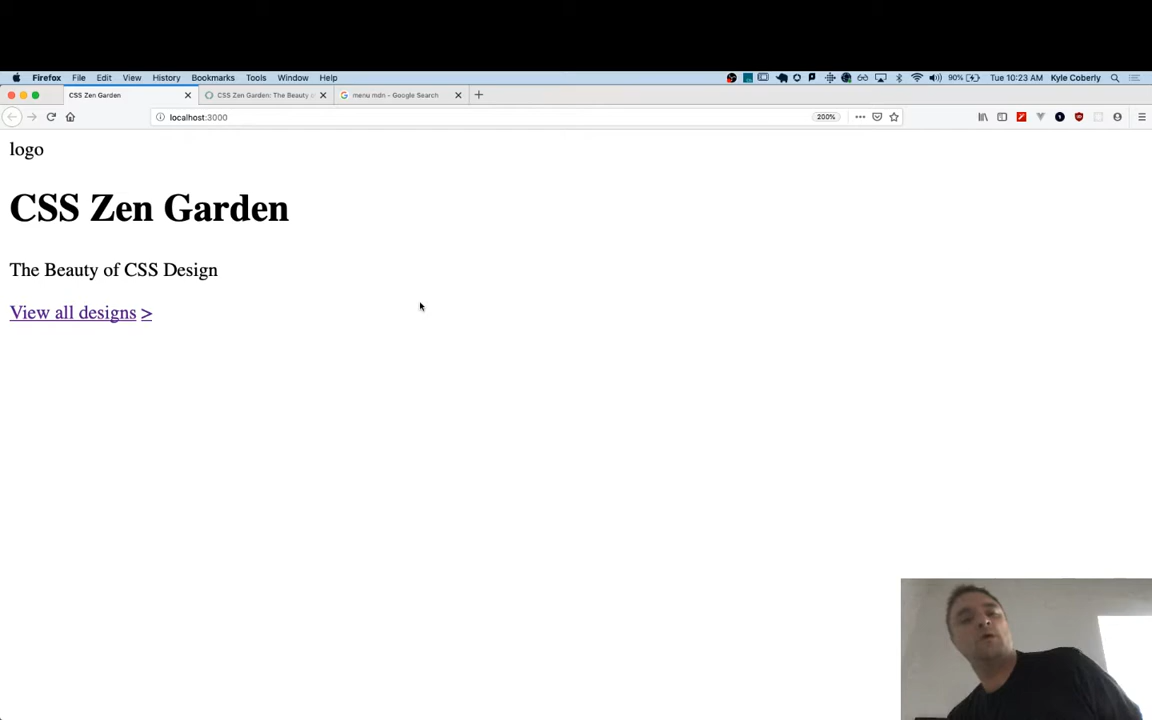 Firefox File Edit View History Bookmarks Tools Window Help 90% Tue 10:23 AM Kyle Coberly
CSS Zen Garden CSS Zen Garden: The Beauty menu mdn - Google Search
localhost:3000 200%
logo
CSS Zen Garden
The Beauty of CSS Design
View all designs >